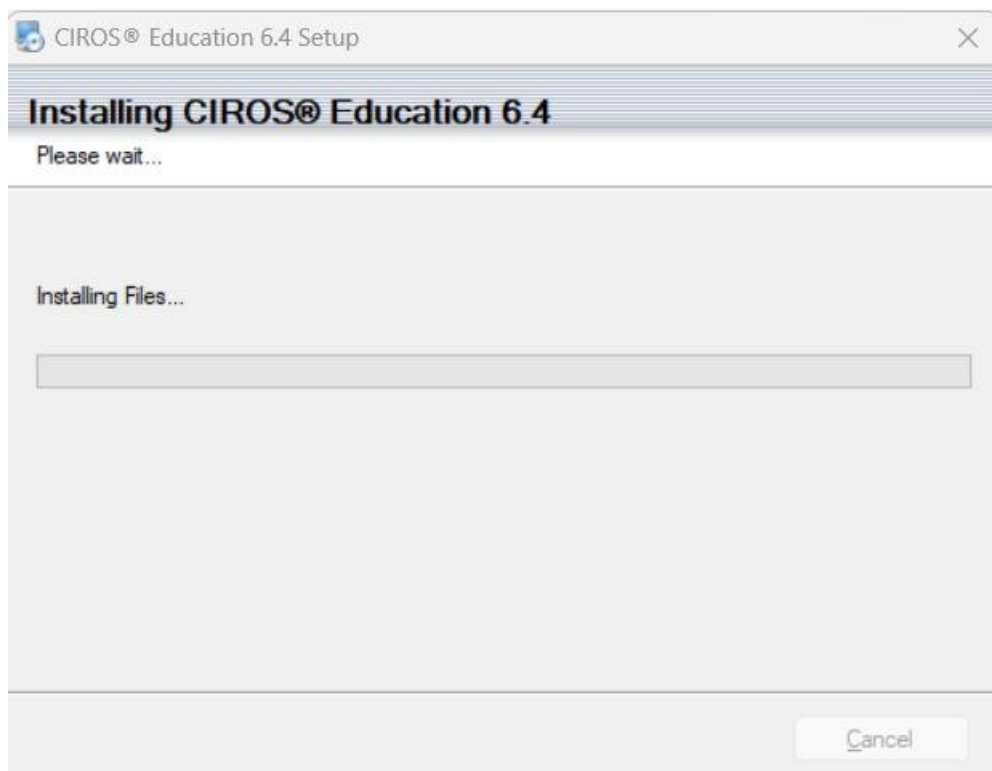 CIROS® Education 6.4 Setup
Installing CIROS® Education 6.4
Please wait...
Installing Files...
Cancel